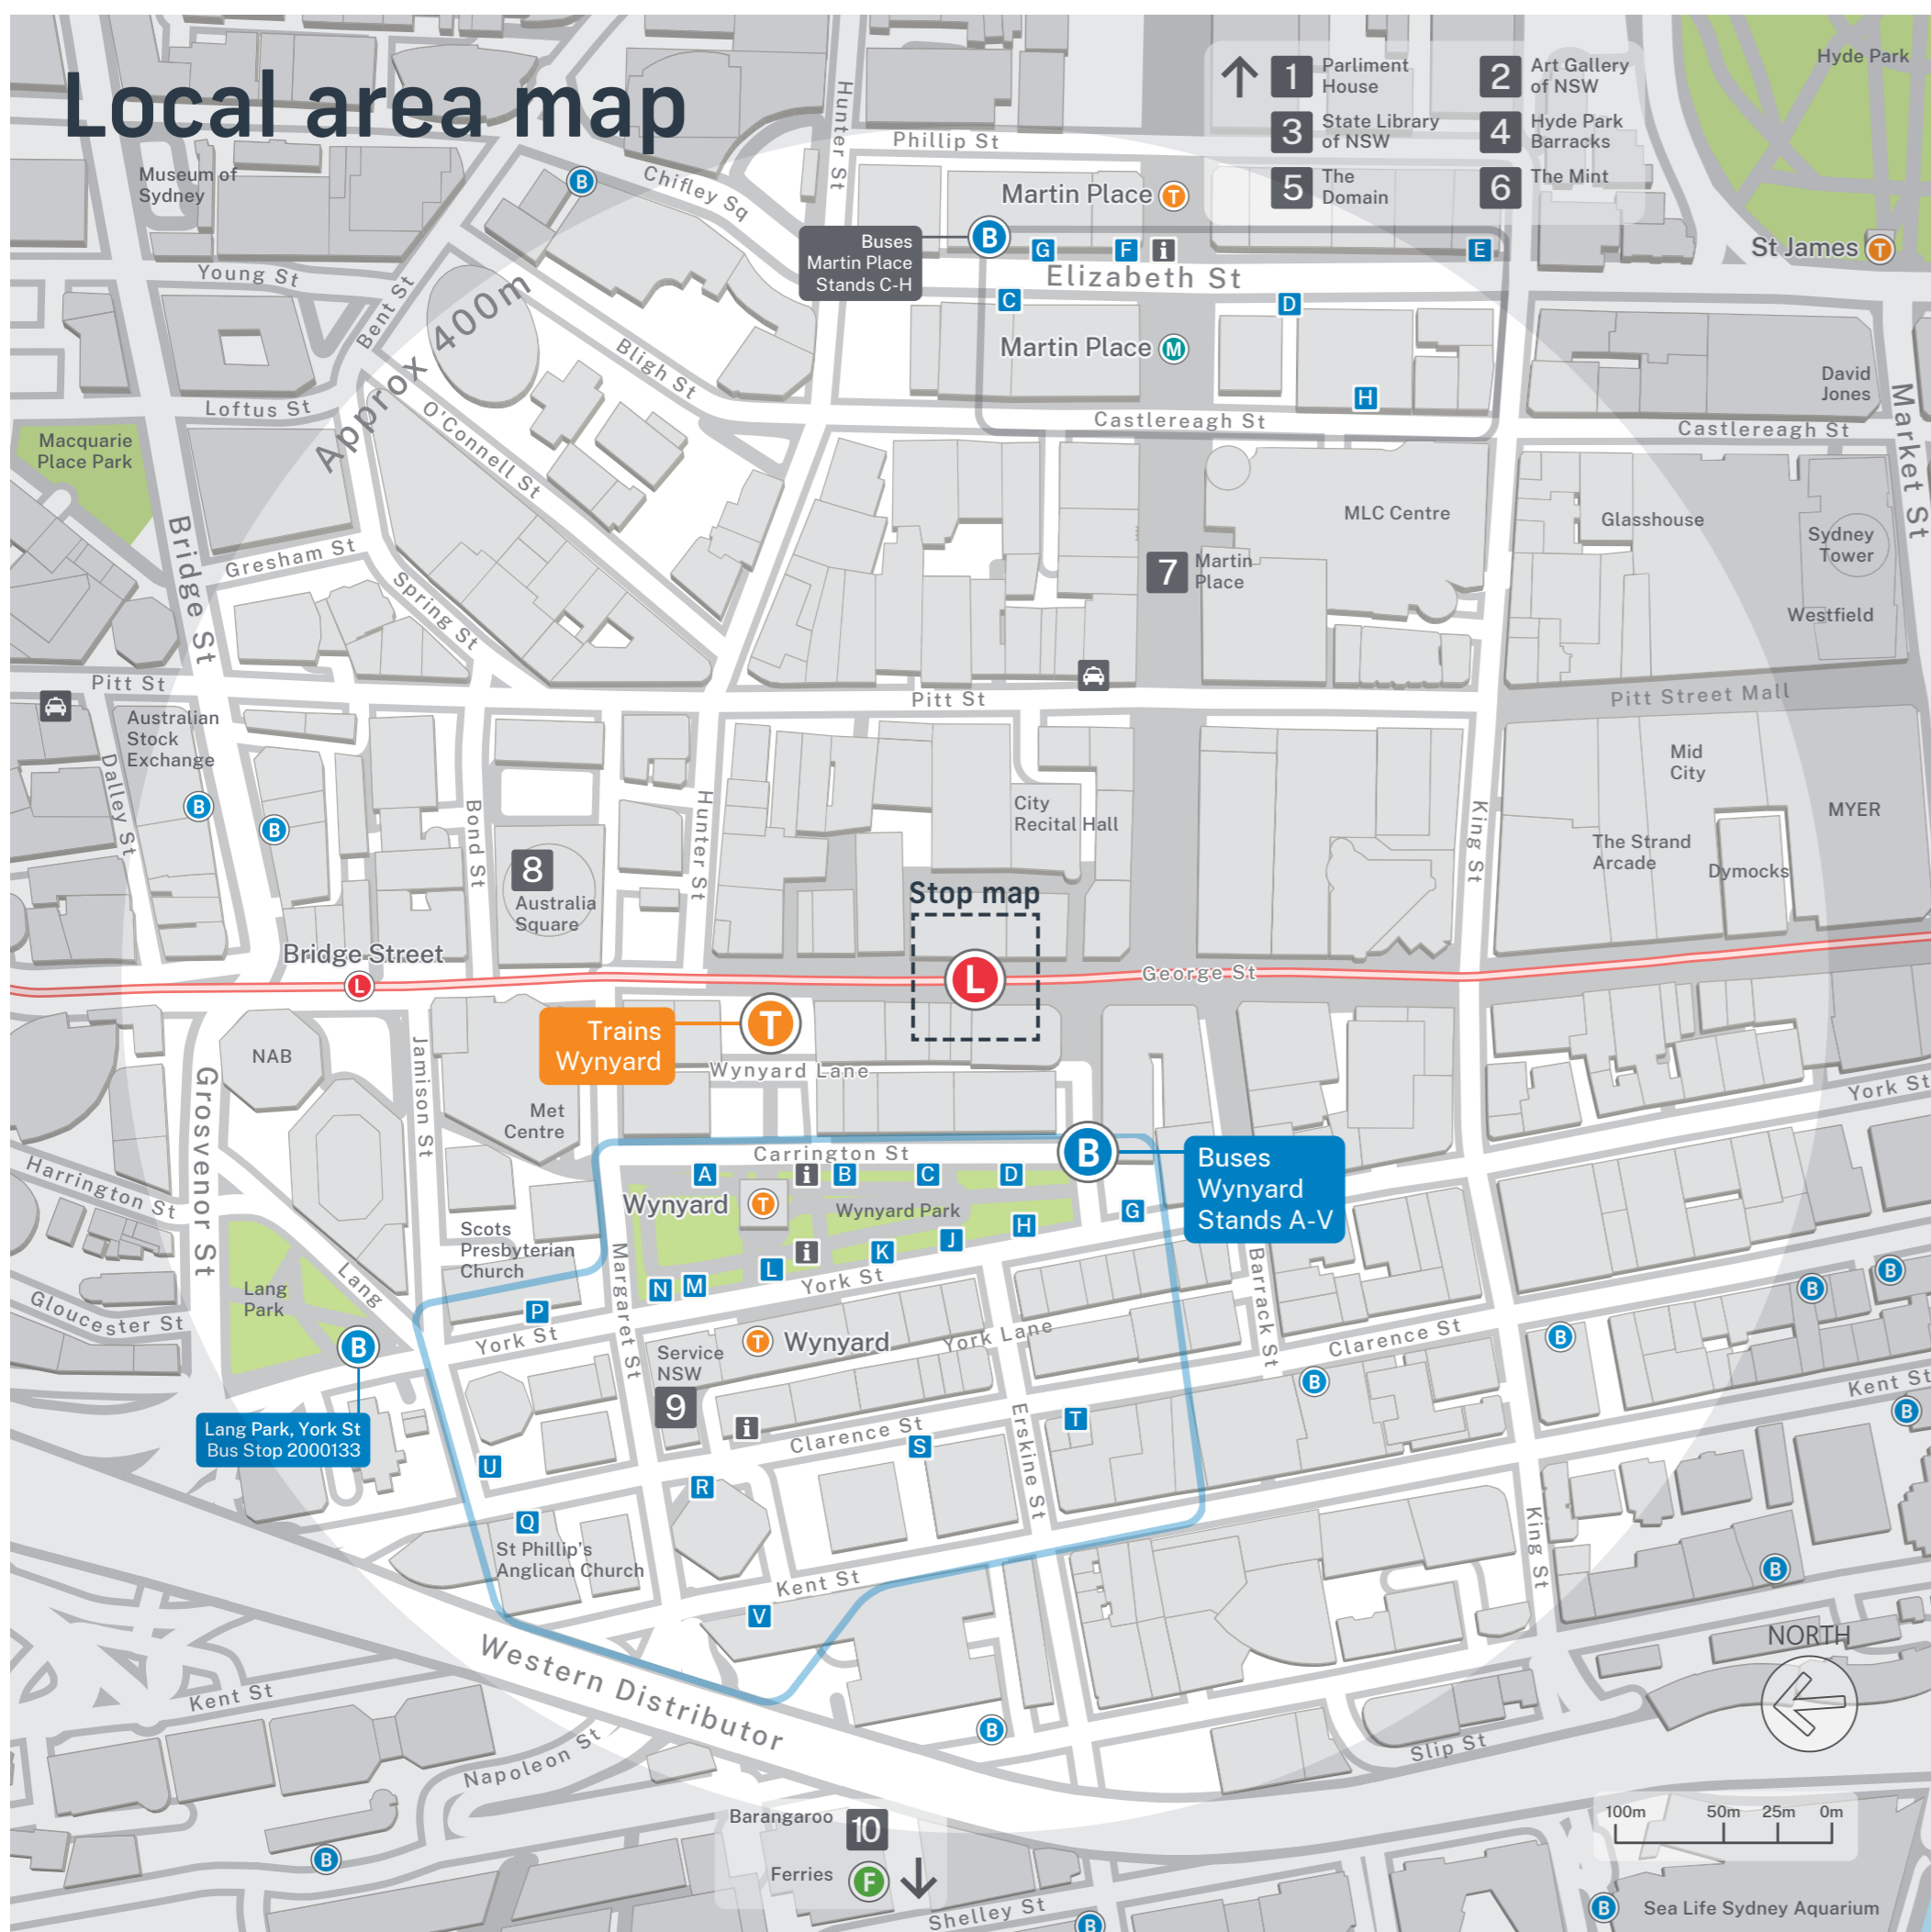 Local area map
Hyde Park
1
Parliment
House
2
Art Gallery
of NSW
3
State Library
of NSW
4
Hyde Park
Barracks
5
The
Domain
6
The Mint
Hunter St
Phillip St
Museum of
Sydney
B
Chifley Sq
Martin Place
T
Buses
Martin Place
Stands C-H
B
G
F
i
E
St James
T
Young St
Elizabeth St
C
D
Bent St
Approx 400m
Bligh St
Martin Place
M
David
Jones
Market St
H
Loftus St
O'Connell St
Castlereagh St
Castlereagh St
Macquarie
Place Park
MLC Centre
Glasshouse
Sydney
Tower
Bridge St
Gresham St
Spring St
7
Martin
Place
Westfield
Pitt St
Pitt St
Pitt Street Mall
Australian
Stock
Exchange
Dalley St
B
B
Bond St
Hunter St
City
Recital Hall
King St
Mid
City
MYER
The Strand
Arcade
Dymocks
8
Australia
Square
Stop map
Bridge Street
L
L
George St
Trains
Wynyard
T
NAB
Jamison St
Wynyard Lane
Met
Centre
York St
Grosvenor St
Harrington St
Carrington St
B
Buses
Wynyard
Stands A-V
A
i
B
C
D
Wynyard
T
Wynyard Park
G
H
J
K
i
L
M
N
Scots
Presbyterian
Church
Margaret St
York St
Barrack St
Lang
Park
Lang
Gloucester St
P
York St
B
Lang Park, York St
Bus Stop 2000133
T
Wynyard
York Lane
Service
NSW
9
i
Clarence St
Clarence St
B
B
B
B
Kent St
B
Erskine St
T
S
R
U
Q
St Phillip's
Anglican Church
Kent St
V
King St
B
NORTH
Western Distributor
Kent St
Napoleon St
B
Slip St
Barangaroo
10
Ferries
F
B
Shelley St
B
100m
50m
25m
0m
B
Sea Life Sydney Aquarium